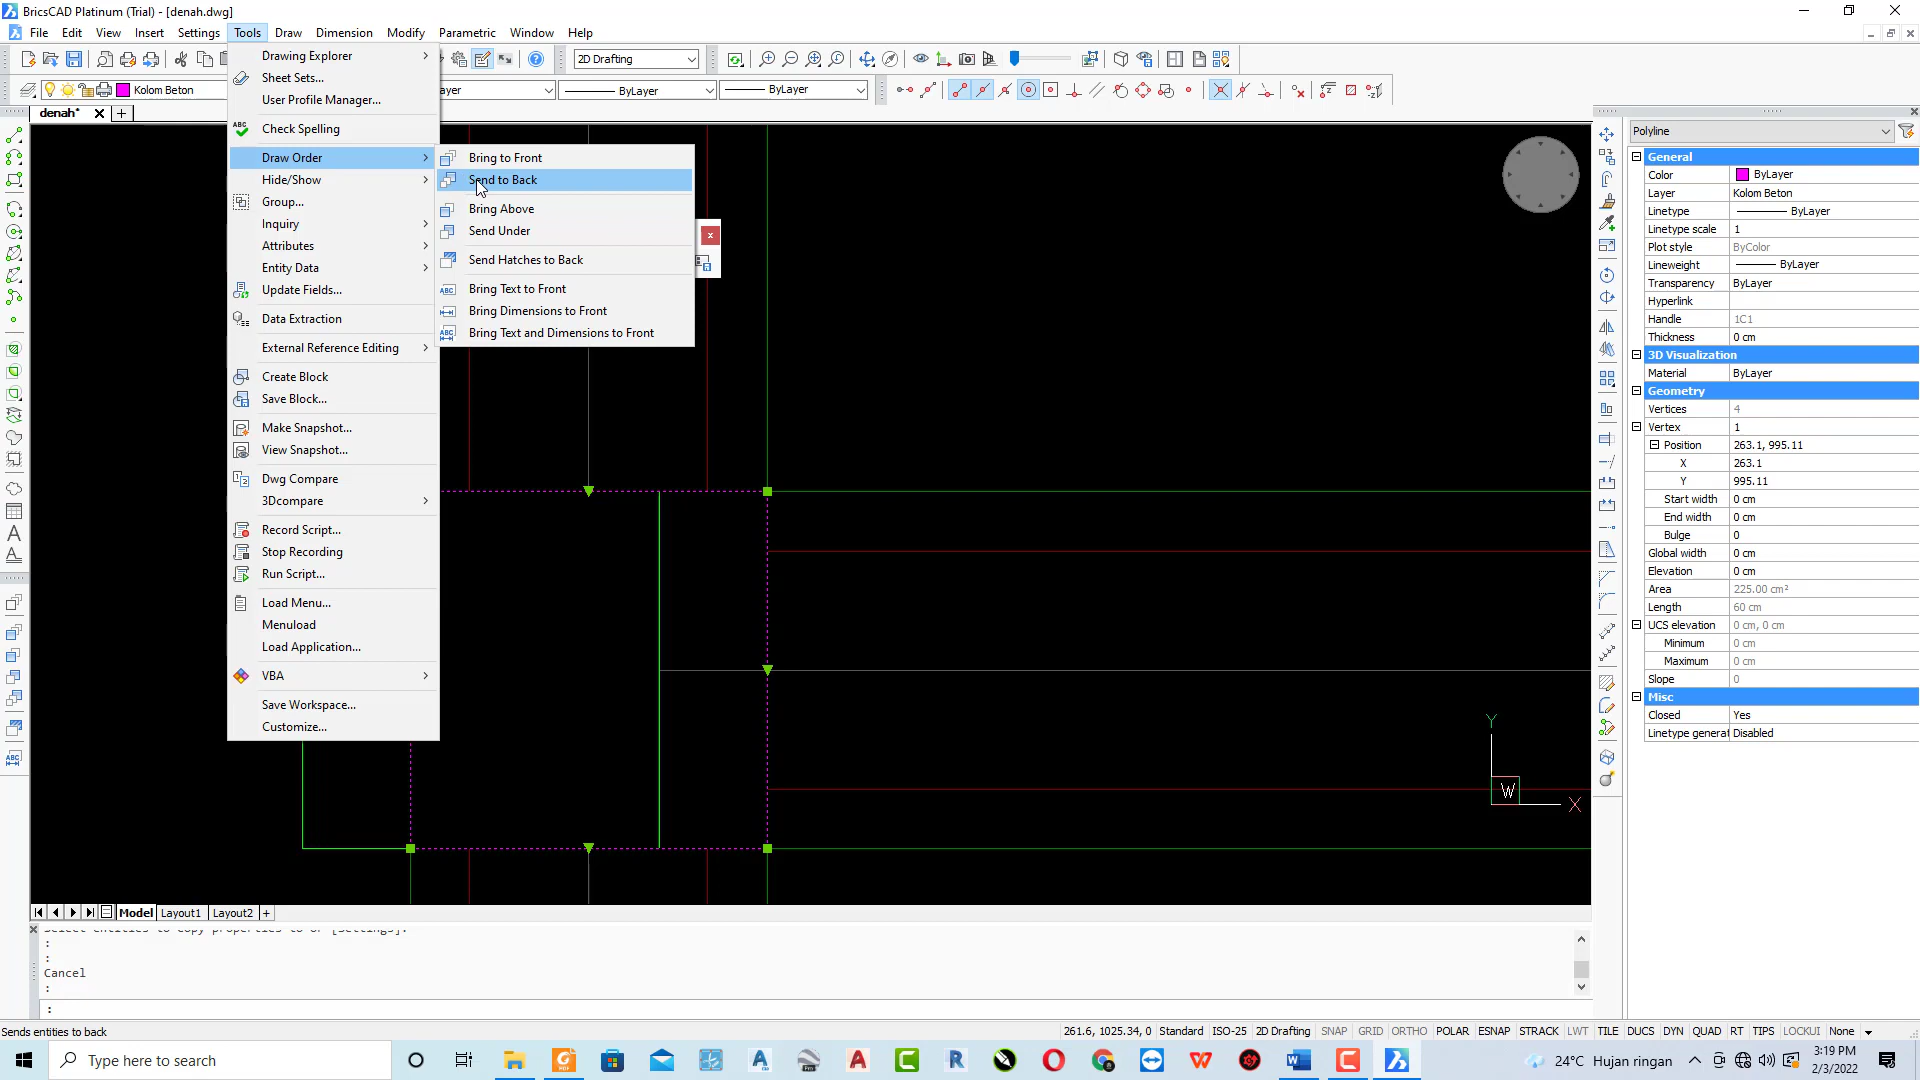 BricsCAD Platinum (Trial) - [denah.dwg]
File Edit View Insert Settings Tools Draw Dimension Modify Parametric Window Help
2D Drafting
Kolom Beton
ayer ByLayer ByLayer
denah*
Drawing Explorer
Sheet Sets...
User Profile Manager...
Check Spelling
Draw Order
Hide/Show
Group...
Inquiry
Attributes
Entity Data
Update Fields...
Data Extraction
External Reference Editing
Create Block
Save Block...
Make Snapshot...
View Snapshot...
Dwg Compare
3Dcompare
Record Script...
Stop Recording
Run Script...
Load Menu...
Menuload
Load Application...
VBA
Save Workspace...
Customize...
Bring to Front
Send to Back
Bring Above
Send Under
Send Hatches to Back
Bring Text to Front
Bring Dimensions to Front
Bring Text and Dimensions to Front
Polyline
General
Color ByLayer
Layer Kolom Beton
Linetype ByLayer
Linetype scale 1
Plot style ByColor
Lineweight ByLayer
Transparency ByLayer
Hyperlink
Handle 1C1
Thickness 0 cm
3D Visualization
Material ByLayer
Geometry
Vertices 4
Vertex 1
Position 263.1, 995.11
X 263.1
Y 995.11
Start width 0 cm
End width 0 cm
Bulge 0
Global width 0 cm
Elevation 0 cm
Area 225.00 cm²
Length 60 cm
UCS elevation 0 cm, 0 cm
Minimum 0 cm
Maximum 0 cm
Slope 0
Misc
Closed Yes
Linetype generat Disabled
Y
W
X
Model Layout1 Layout2 +
Select entities to copy properties to or [Settings]:
:
:
Cancel
:
:
Sends entities to back
261.6, 1025.34, 0 Standard ISO-25 2D Drafting SNAP GRID ORTHO POLAR ESNAP STRACK LWT TILE DUCS DYN QUAD RT TIPS LOCKUI None
Type here to search
24°C Hujan ringan
3:19 PM
2/3/2022